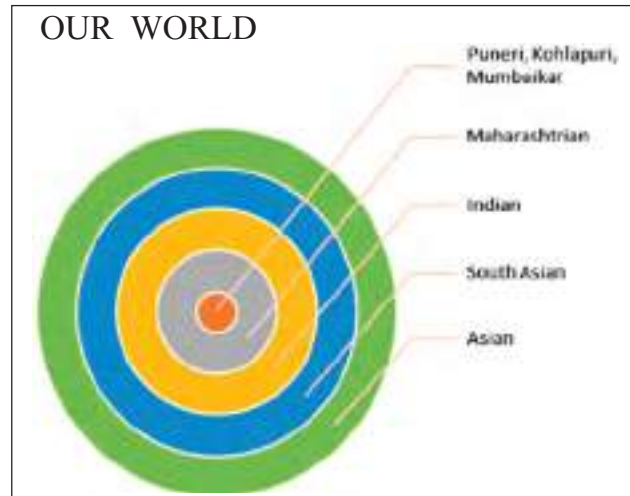 OUR WORLD
Puneri, Kohlapuri,
Mumbaikar
Maharashtrian
Indian
South Asian
Asian